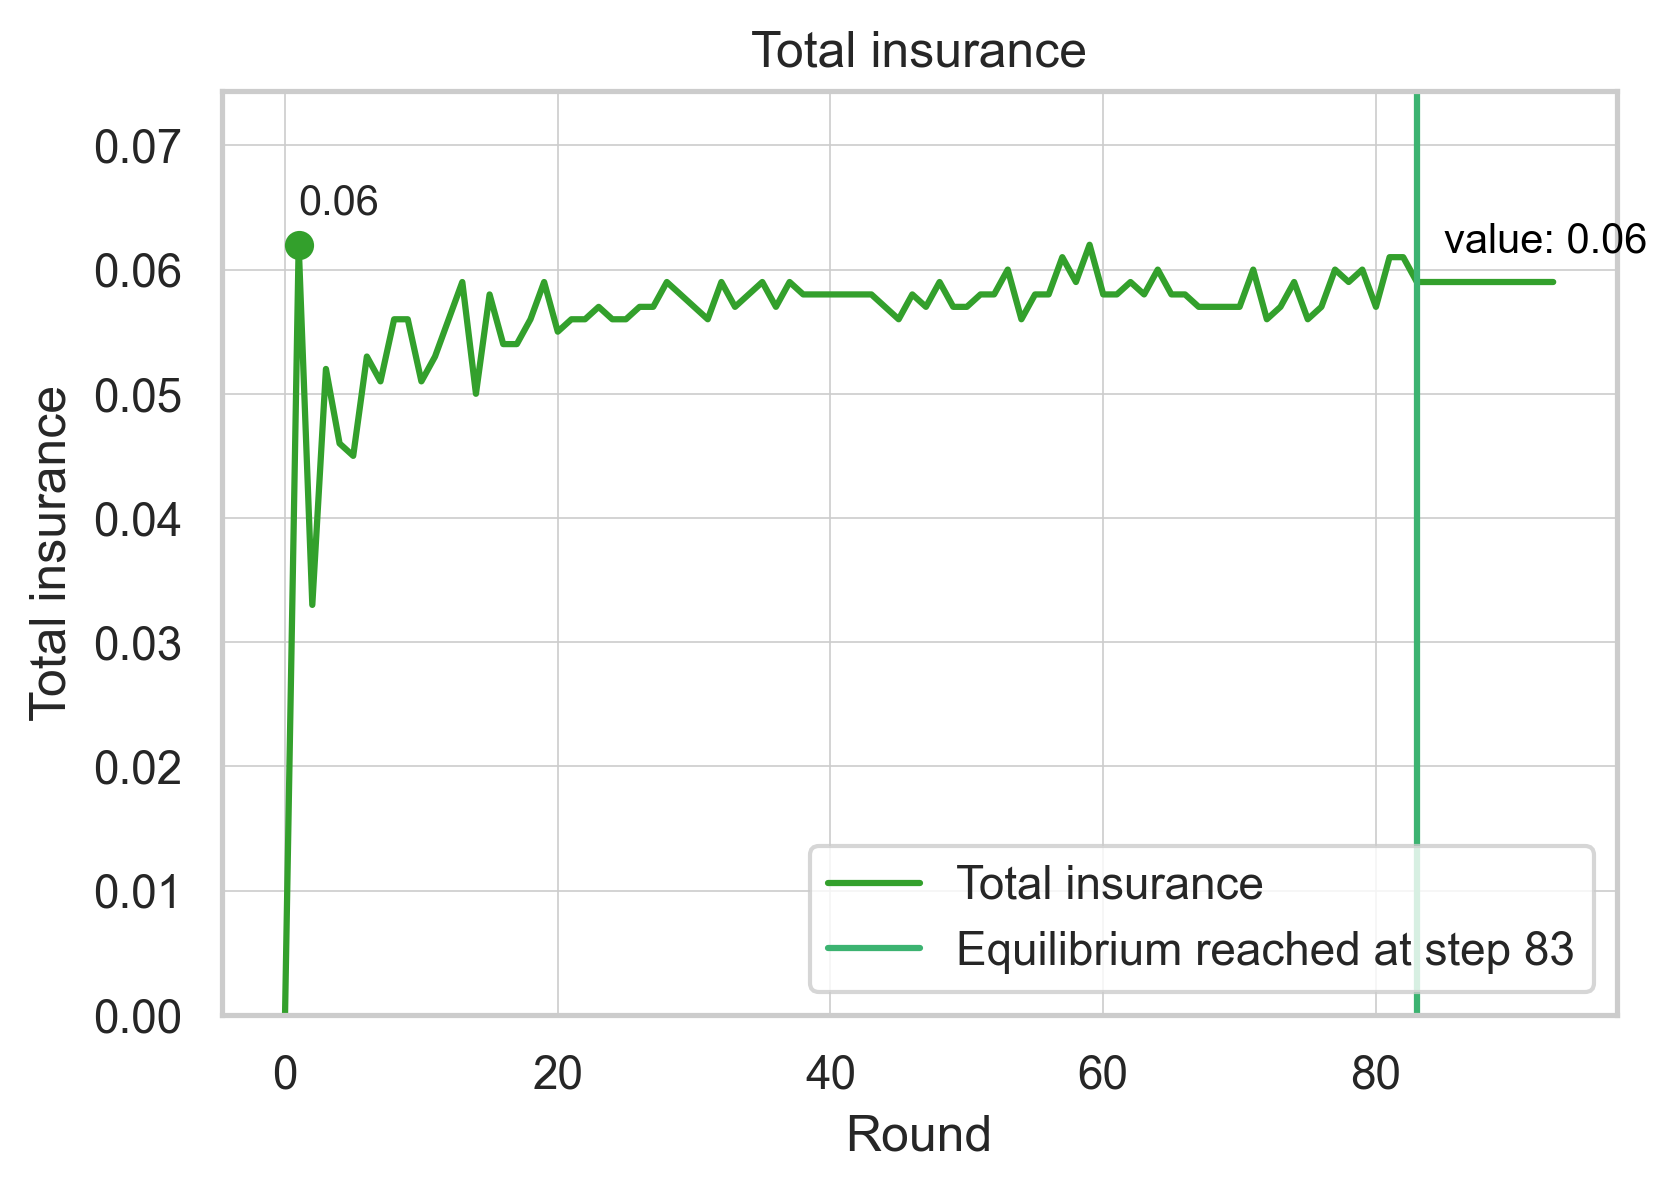 Total insurance
0.07
0.06
0.05
0.04
0.03
0.02
0.01
0.00
Total insurance
0.06
value: 0.06
Total insurance
Equilibrium reached at step 83
0 20 40 60 80
Round